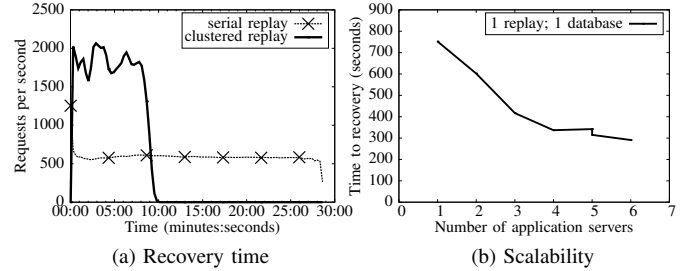 serial replay
clustered replay
Requests per second
2500
2000
1500
1000
500
0
00:00 05:00 10:00 15:00 20:00 25:00 30:00
Time (minutes:seconds)
(a) Recovery time
1 replay; 1 database
Time to recovery (seconds)
900
800
700
600
500
400
300
200
100
0
0 1 2 3 4 5 6 7
Number of application servers
(b) Scalability